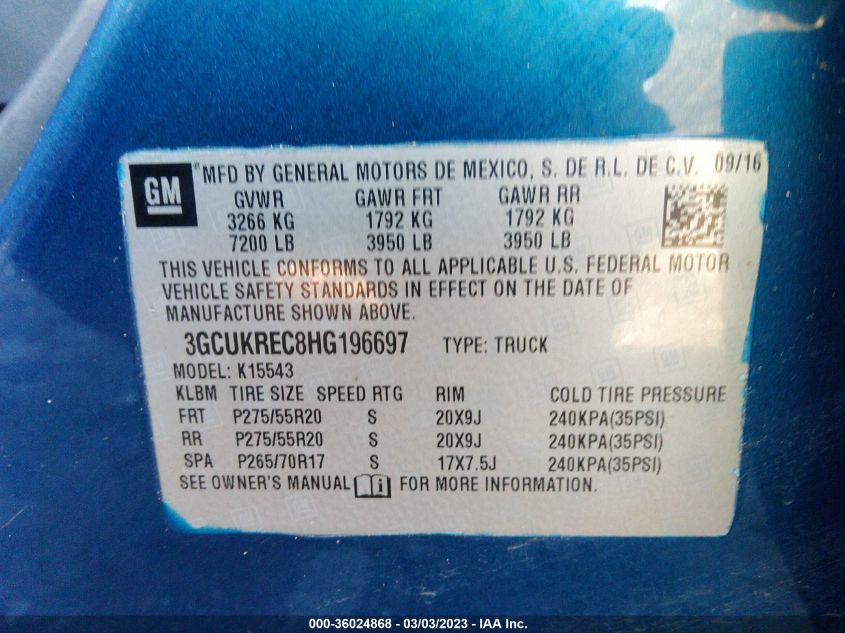 GM
® MFD BY GENERAL MOTORS DE MEXICO, S. DE R.L. DE C.V. 09/16
GVWR GAWR FRT GAWR RR
3266 KG 1792 KG 1792 KG
7200 LB 3950 LB 3950 LB
THIS VEHICLE CONFORMS TO ALL APPLICABLE U.S. FEDERAL MOTOR
VEHICLE SAFETY STANDARDS IN EFFECT ON THE DATE OF
MANUFACTURE SHOWN ABOVE.
3GCUKREC8HG196697 TYPE: TRUCK
MODEL: K15543
KLBM TIRE SIZE SPEED RTG RIM COLD TIRE PRESSURE
FRT P275/55R20 S 20X9J 240KPA(35PSI)
RR P275/55R20 S 20X9J 240KPA(35PSI)
SPA P265/70R17 S 17X7.5J 240KPA(35PSI)
SEE OWNER'S MANUAL i FOR MORE INFORMATION.
000-36024868 - 03/03/2023 - IAA Inc.